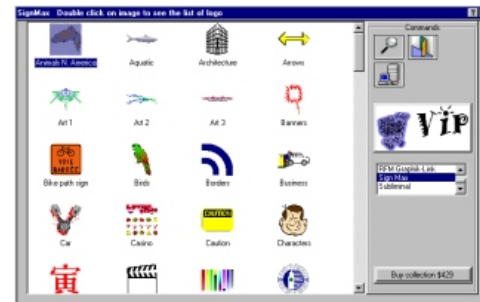 SignMax Double click on image to see the list of logo
?
Commands
Animals N. America
Aquatic
Architecture
Arrows
Art 1
Art 2
Art 3
Banners
ViP
RFM Graphik-Link
Sign Max
Subliminal
Bike path sign
Birds
Borders
Business
CAUTION
Car
Casino
Caution
Characters
寅
Buy collection $429